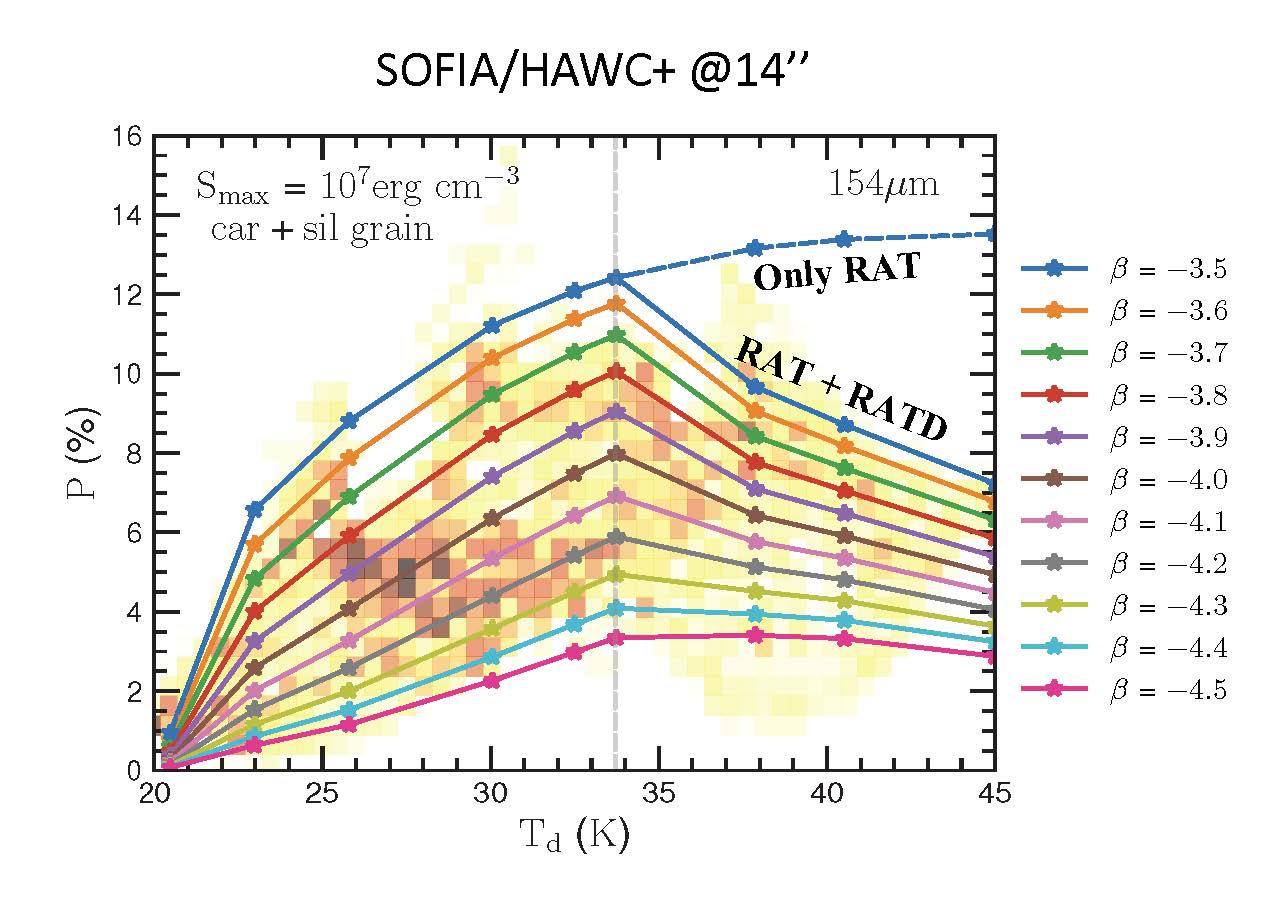 SOFIA/HAWC+ @14’’
16
14
12
10
8
6
4
2
0
P (%)
S_max = 10^7 erg cm^−3
car + sil grain
154μm
Only RAT
RAT + RATD
20
25
30
35
40
45
T_d (K)
β = −3.5
β = −3.6
β = −3.7
β = −3.8
β = −3.9
β = −4.0
β = −4.1
β = −4.2
β = −4.3
β = −4.4
β = −4.5